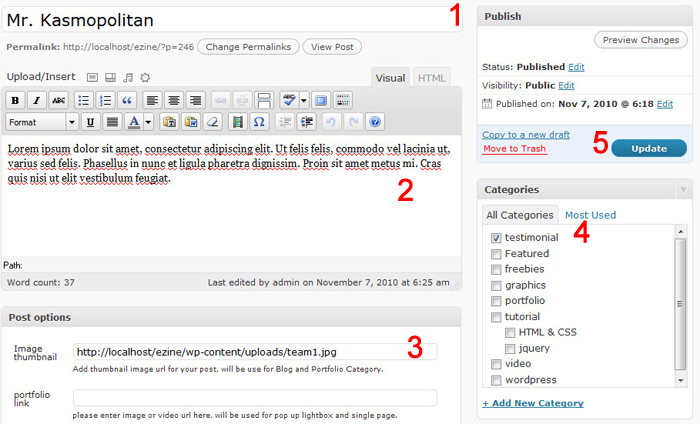 Mr. Kasmopolitan
1
Permalink: http://localhost/ezine/?p=246 Change Permalinks View Post
Upload/Insert Visual HTML
B I ABC ABC
Format U A Ω
Lorem ipsum dolor sit amet, consectetur adipiscing elit. Ut felis felis, commodo vel lacinia ut,
varius sed felis. Phasellus in nunc et ligula pharetra dignissim. Proin sit amet metus mi. Cras
quis nisi ut elit vestibulum feugiat.
2
Path:
Word count: 37 Last edited by admin on November 7, 2010 at 6:25 am
Post options
Image
thumbnail
http://localhost/ezine/wp-content/uploads/team1.jpg
3
Add thumbnail image url for your post, will be use for Blog and Portfolio Category.
portfolio
link
please enter image or video url here, will be used for pop up lightbox and single page.
Publish
Preview Changes
Status: Published Edit
Visibility: Public Edit
Published on: Nov 7, 2010 @ 6:18 Edit
Copy to a new draft
Move to Trash
5
Update
Categories
All Categories Most Used
4
testimonial
Featured
freebies
graphics
portfolio
tutorial
HTML & CSS
jquery
video
wordpress
+ Add New Category